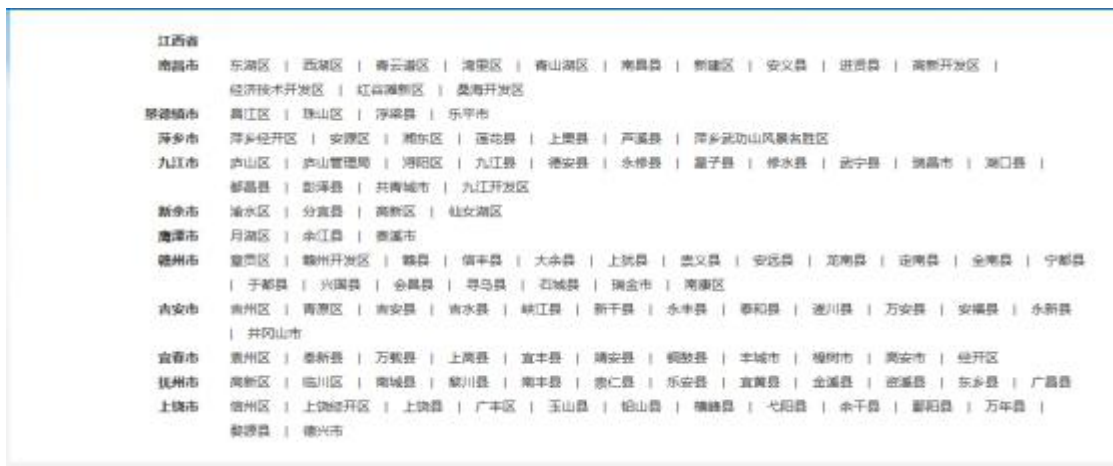 江西省
南昌市 东湖区 | 西湖区 | 青云谱区 | 湾里区 | 青山湖区 | 南昌县 | 新建区 | 安义县 | 进贤县 | 高新开发区 |
经济技术开发区 | 红谷滩新区 | 桑海开发区
景德镇市 昌江区 | 珠山区 | 浮梁县 | 乐平市
萍乡市 萍乡经开区 | 安源区 | 湘东区 | 莲花县 | 上栗县 | 芦溪县 | 萍乡武功山风景名胜区
九江市 庐山区 | 庐山管理局 | 浔阳区 | 九江县 | 德安县 | 永修县 | 星子县 | 修水县 | 武宁县 | 瑞昌市 | 湖口县 |
都昌县 | 彭泽县 | 共青城市 | 九江开发区
新余市 渝水区 | 分宜县 | 高新区 | 仙女湖区
鹰潭市 月湖区 | 余江县 | 贵溪市
赣州市 章贡区 | 赣州开发区 | 赣县 | 信丰县 | 大余县 | 上犹县 | 崇义县 | 安远县 | 龙南县 | 定南县 | 全南县 | 宁都县
| 于都县 | 兴国县 | 会昌县 | 寻乌县 | 石城县 | 瑞金市 | 南康区
吉安市 吉州区 | 青原区 | 吉安县 | 吉水县 | 峡江县 | 新干县 | 永丰县 | 泰和县 | 遂川县 | 万安县 | 安福县 | 永新县
| 井冈山市
宜春市 袁州区 | 奉新县 | 万载县 | 上高县 | 宜丰县 | 靖安县 | 铜鼓县 | 丰城市 | 樟树市 | 高安市 | 经开区
抚州市 高新区 | 临川区 | 南城县 | 黎川县 | 南丰县 | 崇仁县 | 乐安县 | 宜黄县 | 金溪县 | 资溪县 | 东乡县 | 广昌县
上饶市 信州区 | 上饶经开区 | 上饶县 | 广丰区 | 玉山县 | 铅山县 | 横峰县 | 弋阳县 | 余干县 | 鄱阳县 | 万年县 |
婺源县 | 德兴市